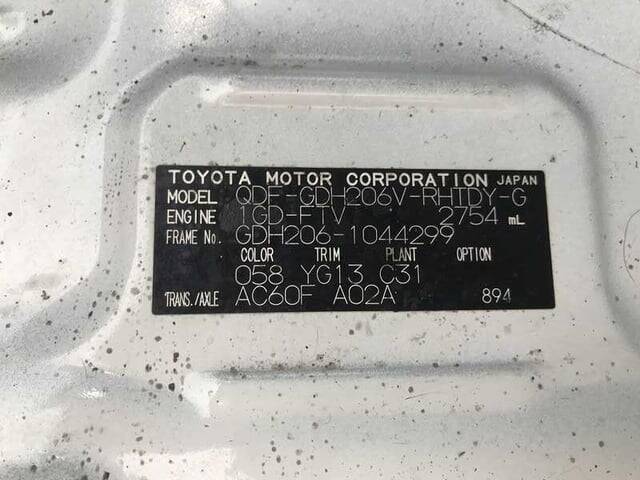 TOYOTA MOTOR CORPORATION JAPAN
MODEL QDF-GDH206V-RHTDY-G
ENGINE 1GD-FTV 2754 mL
FRAME No. GDH206-1044299
COLOR TRIM PLANT OPTION
058 YG13 C31
TRANS./AXLE AC60F A02A 894